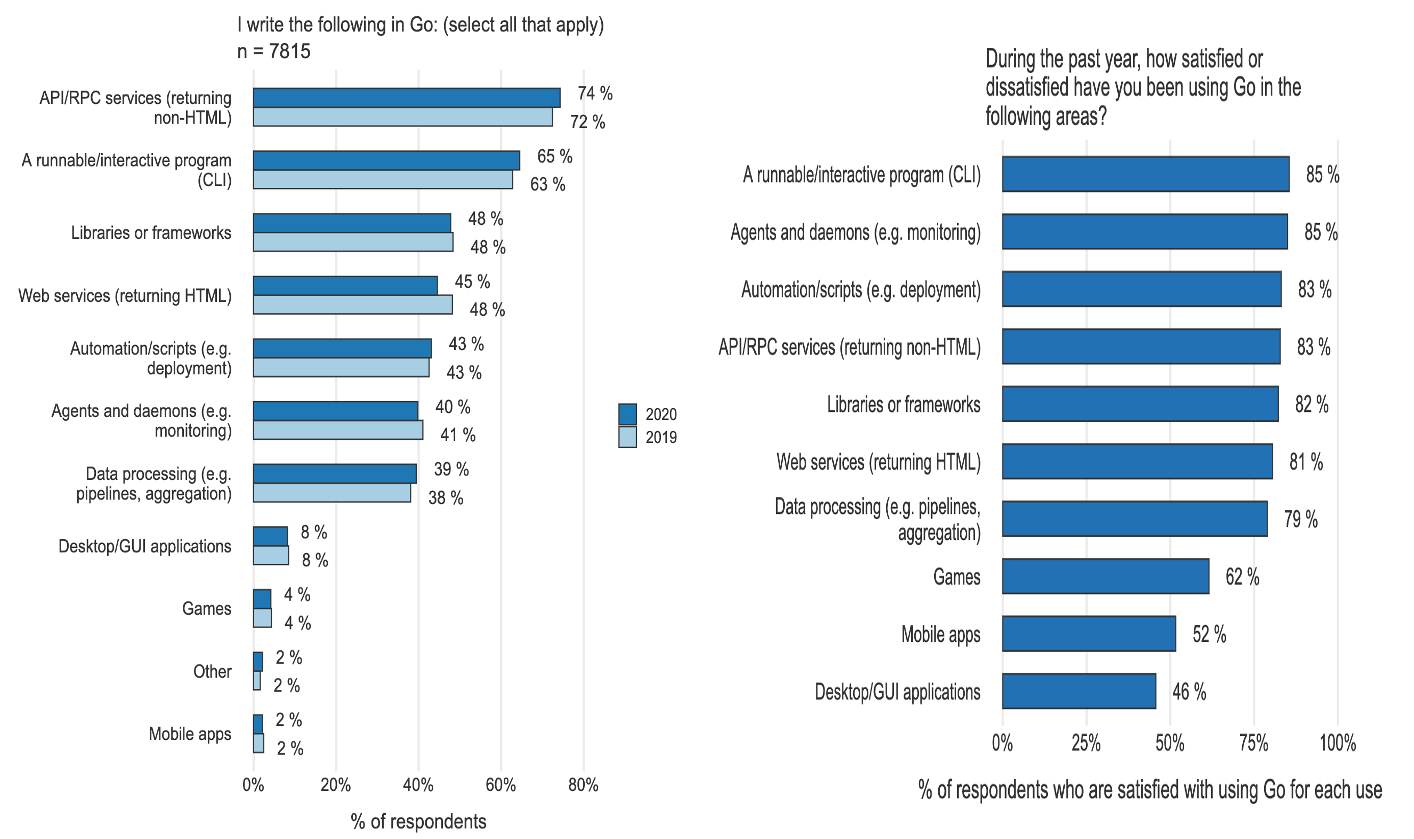 I write the following in Go: (select all that apply)
n = 7815
API/RPC services (returning
non-HTML)
74 %
72 %
A runnable/interactive program
(CLI)
65 %
63 %
Libraries or frameworks
48 %
48 %
Web services (returning HTML)
45 %
48 %
Automation/scripts (e.g.
deployment)
43 %
43 %
Agents and daemons (e.g.
monitoring)
40 %
41 %
Data processing (e.g.
pipelines, aggregation)
39 %
38 %
Desktop/GUI applications
8 %
8 %
Games
4 %
4 %
Other
2 %
2 %
Mobile apps
2 %
2 %
0%
20%
40%
60%
80%
% of respondents
2020
2019
During the past year, how satisfied or
dissatisfied have you been using Go in the
following areas?
A runnable/interactive program (CLI)
85 %
Agents and daemons (e.g. monitoring)
85 %
Automation/scripts (e.g. deployment)
83 %
API/RPC services (returning non-HTML)
83 %
Libraries or frameworks
82 %
Web services (returning HTML)
81 %
Data processing (e.g. pipelines,
aggregation)
79 %
Games
62 %
Mobile apps
52 %
Desktop/GUI applications
46 %
0%
25%
50%
75%
100%
% of respondents who are satisfied with using Go for each use